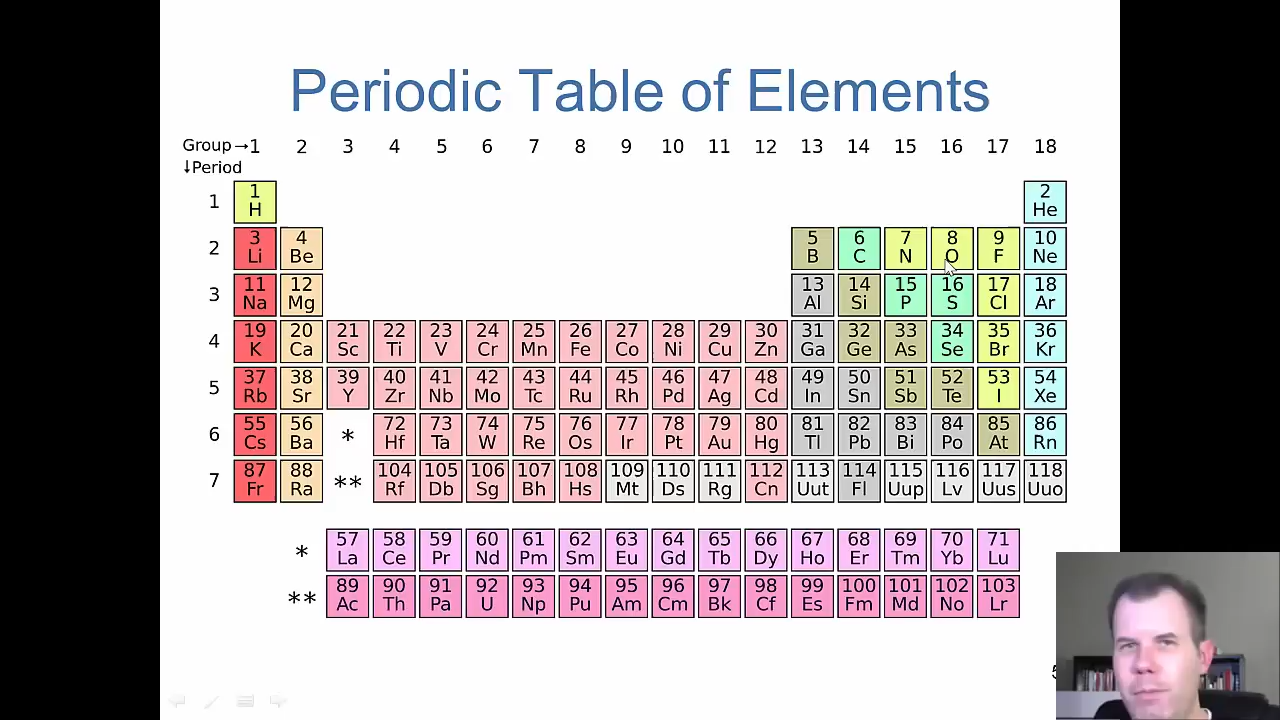 Periodic Table of Elements
Group→1 2 3 4 5 6 7 8 9 10 11 12 13 14 15 16 17 18
↓Period
1 2
1 H He
3 4 5 6 7 8 9 10
2 Li Be B C N O F Ne
11 12 13 14 15 16 17 18
3 Na Mg Al Si P S Cl Ar
19 20 21 22 23 24 25 26 27 28 29 30 31 32 33 34 35 36
4 K Ca Sc Ti V Cr Mn Fe Co Ni Cu Zn Ga Ge As Se Br Kr
37 38 39 40 41 42 43 44 45 46 47 48 49 50 51 52 53 54
5 Rb Sr Y Zr Nb Mo Tc Ru Rh Pd Ag Cd In Sn Sb Te I Xe
55 56 72 73 74 75 76 77 78 79 80 81 82 83 84 85 86
6 Cs Ba * Hf Ta W Re Os Ir Pt Au Hg Tl Pb Bi Po At Rn
87 88 104 105 106 107 108 109 110 111 112 113 114 115 116 117 118
7 Fr Ra ** Rf Db Sg Bh Hs Mt Ds Rg Cn Uut Fl Uup Lv Uus Uuo
57 58 59 60 61 62 63 64 65 66 67 68 69 70 71
* La Ce Pr Nd Pm Sm Eu Gd Tb Dy Ho Er Tm Yb Lu
89 90 91 92 93 94 95 96 97 98 99 100 101 102 103
** Ac Th Pa U Np Pu Am Cm Bk Cf Es Fm Md No Lr